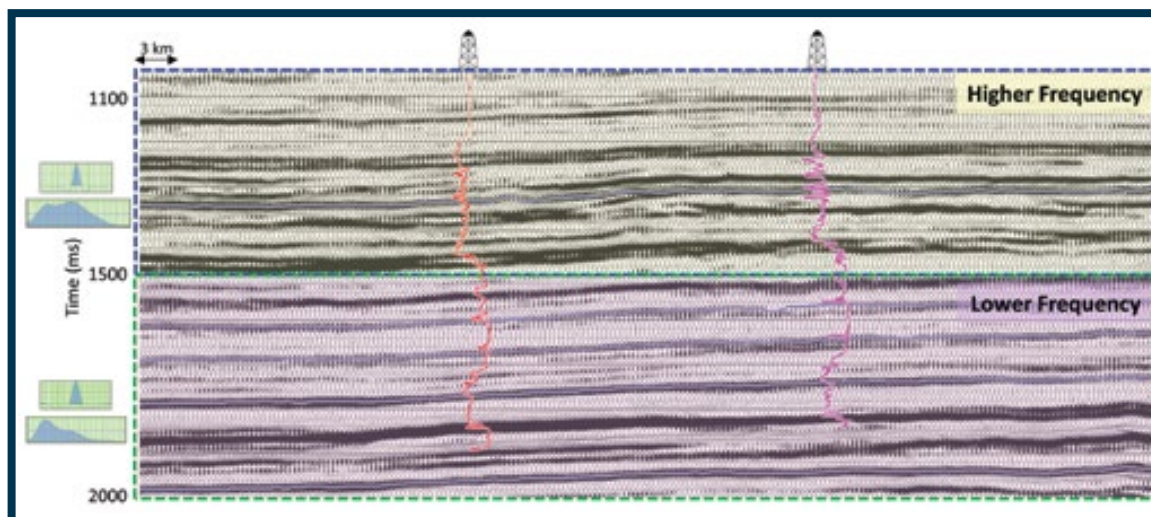 3 km
1100
Higher Frequency
Time (ms)
1500
Lower Frequency
2000